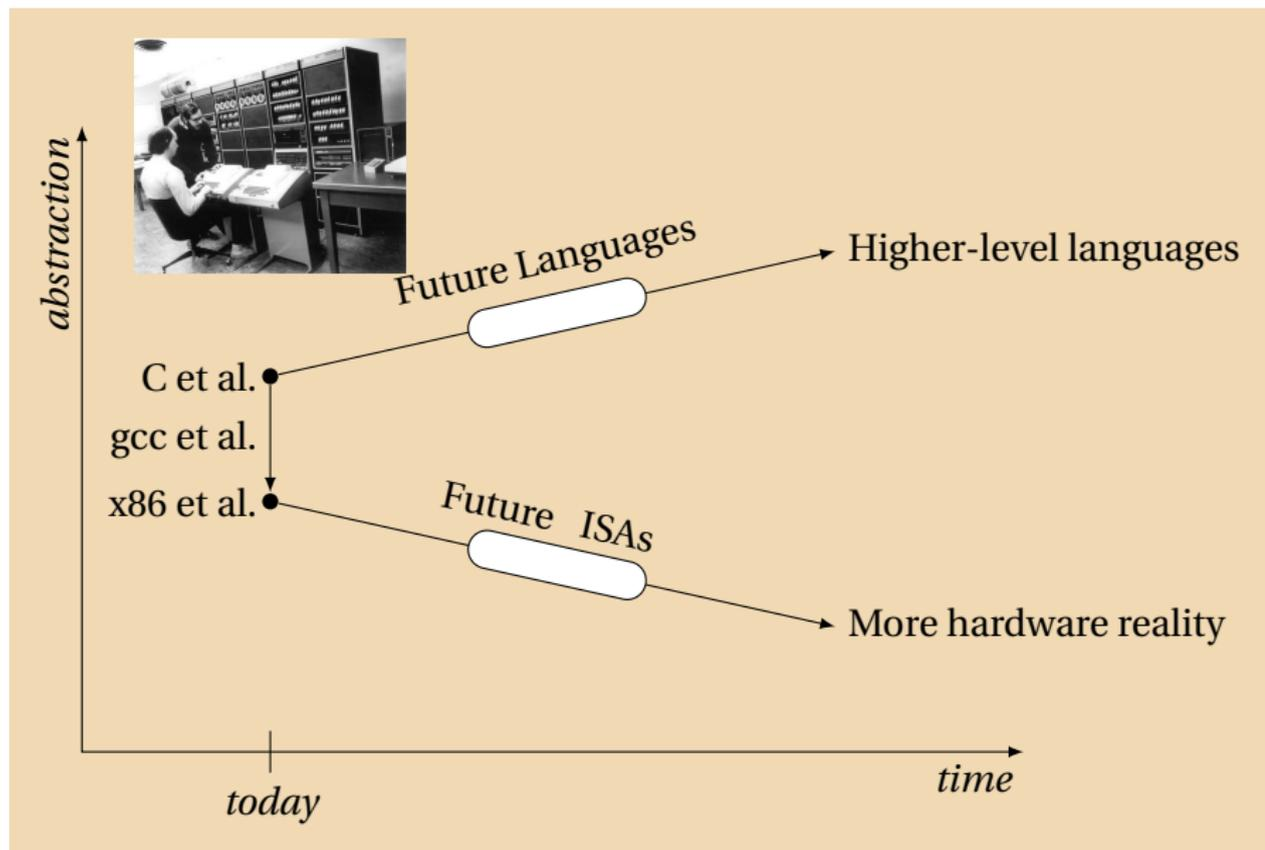 abstraction
Future Languages
Higher-level languages
C et al.
gcc et al.
x86 et al.
Future ISAs
More hardware reality
time
today